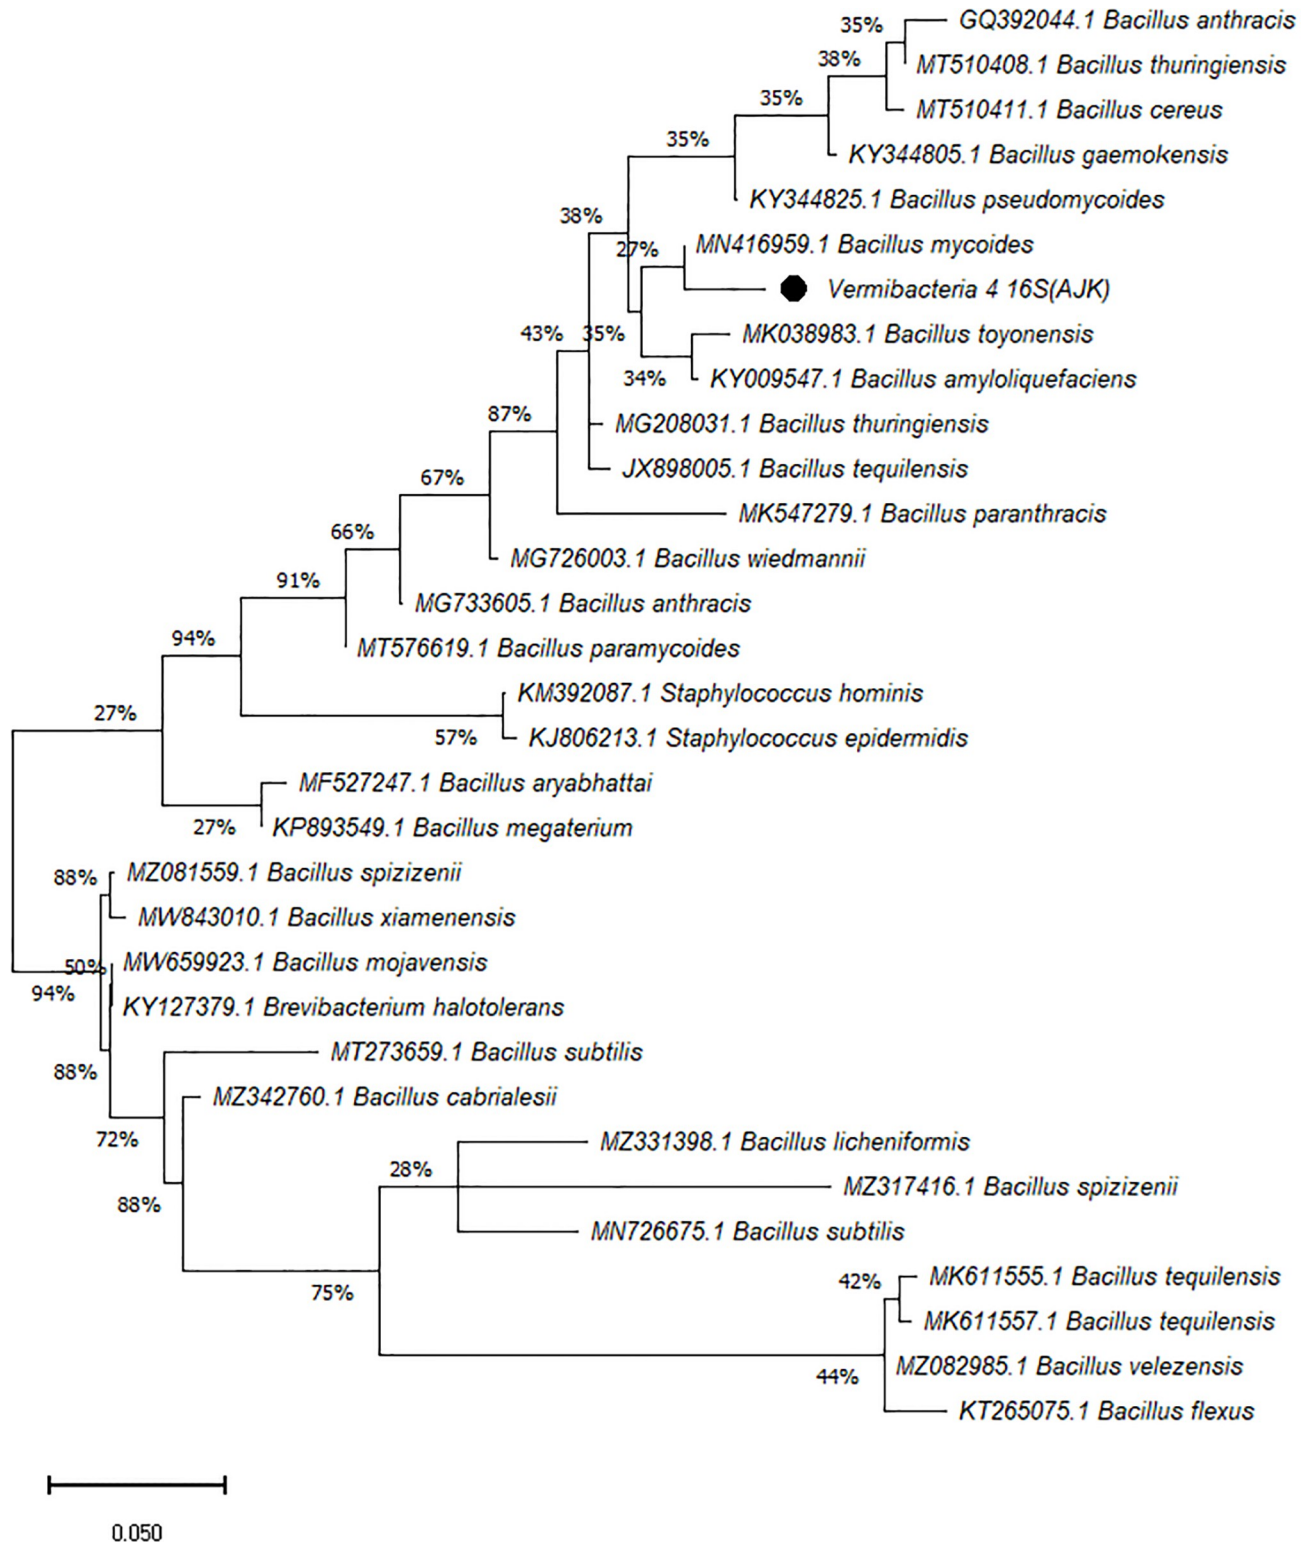 35%
GQ392044.1 Bacillus anthracis
38%
MT510408.1 Bacillus thuringiensis
35%
MT510411.1 Bacillus cereus
35%
KY344805.1 Bacillus gaemokensis
KY344825.1 Bacillus pseudomycoides
38%
27%
MN416959.1 Bacillus mycoides
Vermibacteria 4 16S(AJK)
43%
35%
MK038983.1 Bacillus toyonensis
34%
KY009547.1 Bacillus amyloliquefaciens
87%
MG208031.1 Bacillus thuringiensis
67%
JX898005.1 Bacillus tequilensis
MK547279.1 Bacillus paranthracis
66%
MG726003.1 Bacillus wiedmannii
91%
MG733605.1 Bacillus anthracis
94%
MT576619.1 Bacillus paramycoides
KM392087.1 Staphylococcus hominis
27%
57%
KJ806213.1 Staphylococcus epidermidis
MF527247.1 Bacillus aryabhattai
27%
KP893549.1 Bacillus megaterium
88%
MZ081559.1 Bacillus spizizenii
MW843010.1 Bacillus xiamenensis
50%
MW659923.1 Bacillus mojavensis
94%
KY127379.1 Brevibacterium halotolerans
MT273659.1 Bacillus subtilis
88%
MZ342760.1 Bacillus cabrialesii
72%
MZ331398.1 Bacillus licheniformis
28%
MZ317416.1 Bacillus spizizenii
88%
MN726675.1 Bacillus subtilis
42%
MK611555.1 Bacillus tequilensis
75%
MK611557.1 Bacillus tequilensis
MZ082985.1 Bacillus velezensis
44%
KT265075.1 Bacillus flexus
0.050